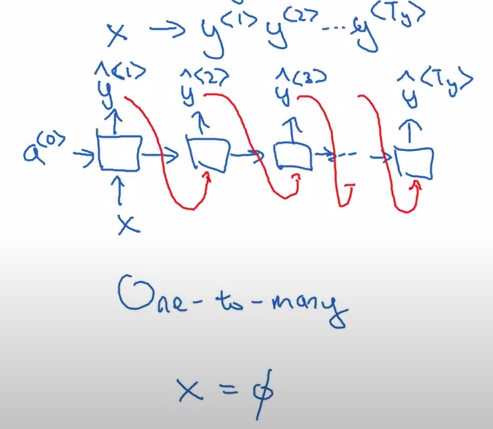 x → y<1> y<2> ... y<Ty>
ŷ<1> ŷ<2> ŷ<3> ŷ<Ty>
a<0> → → → → --- →
x
One-to-many
x = ϕ